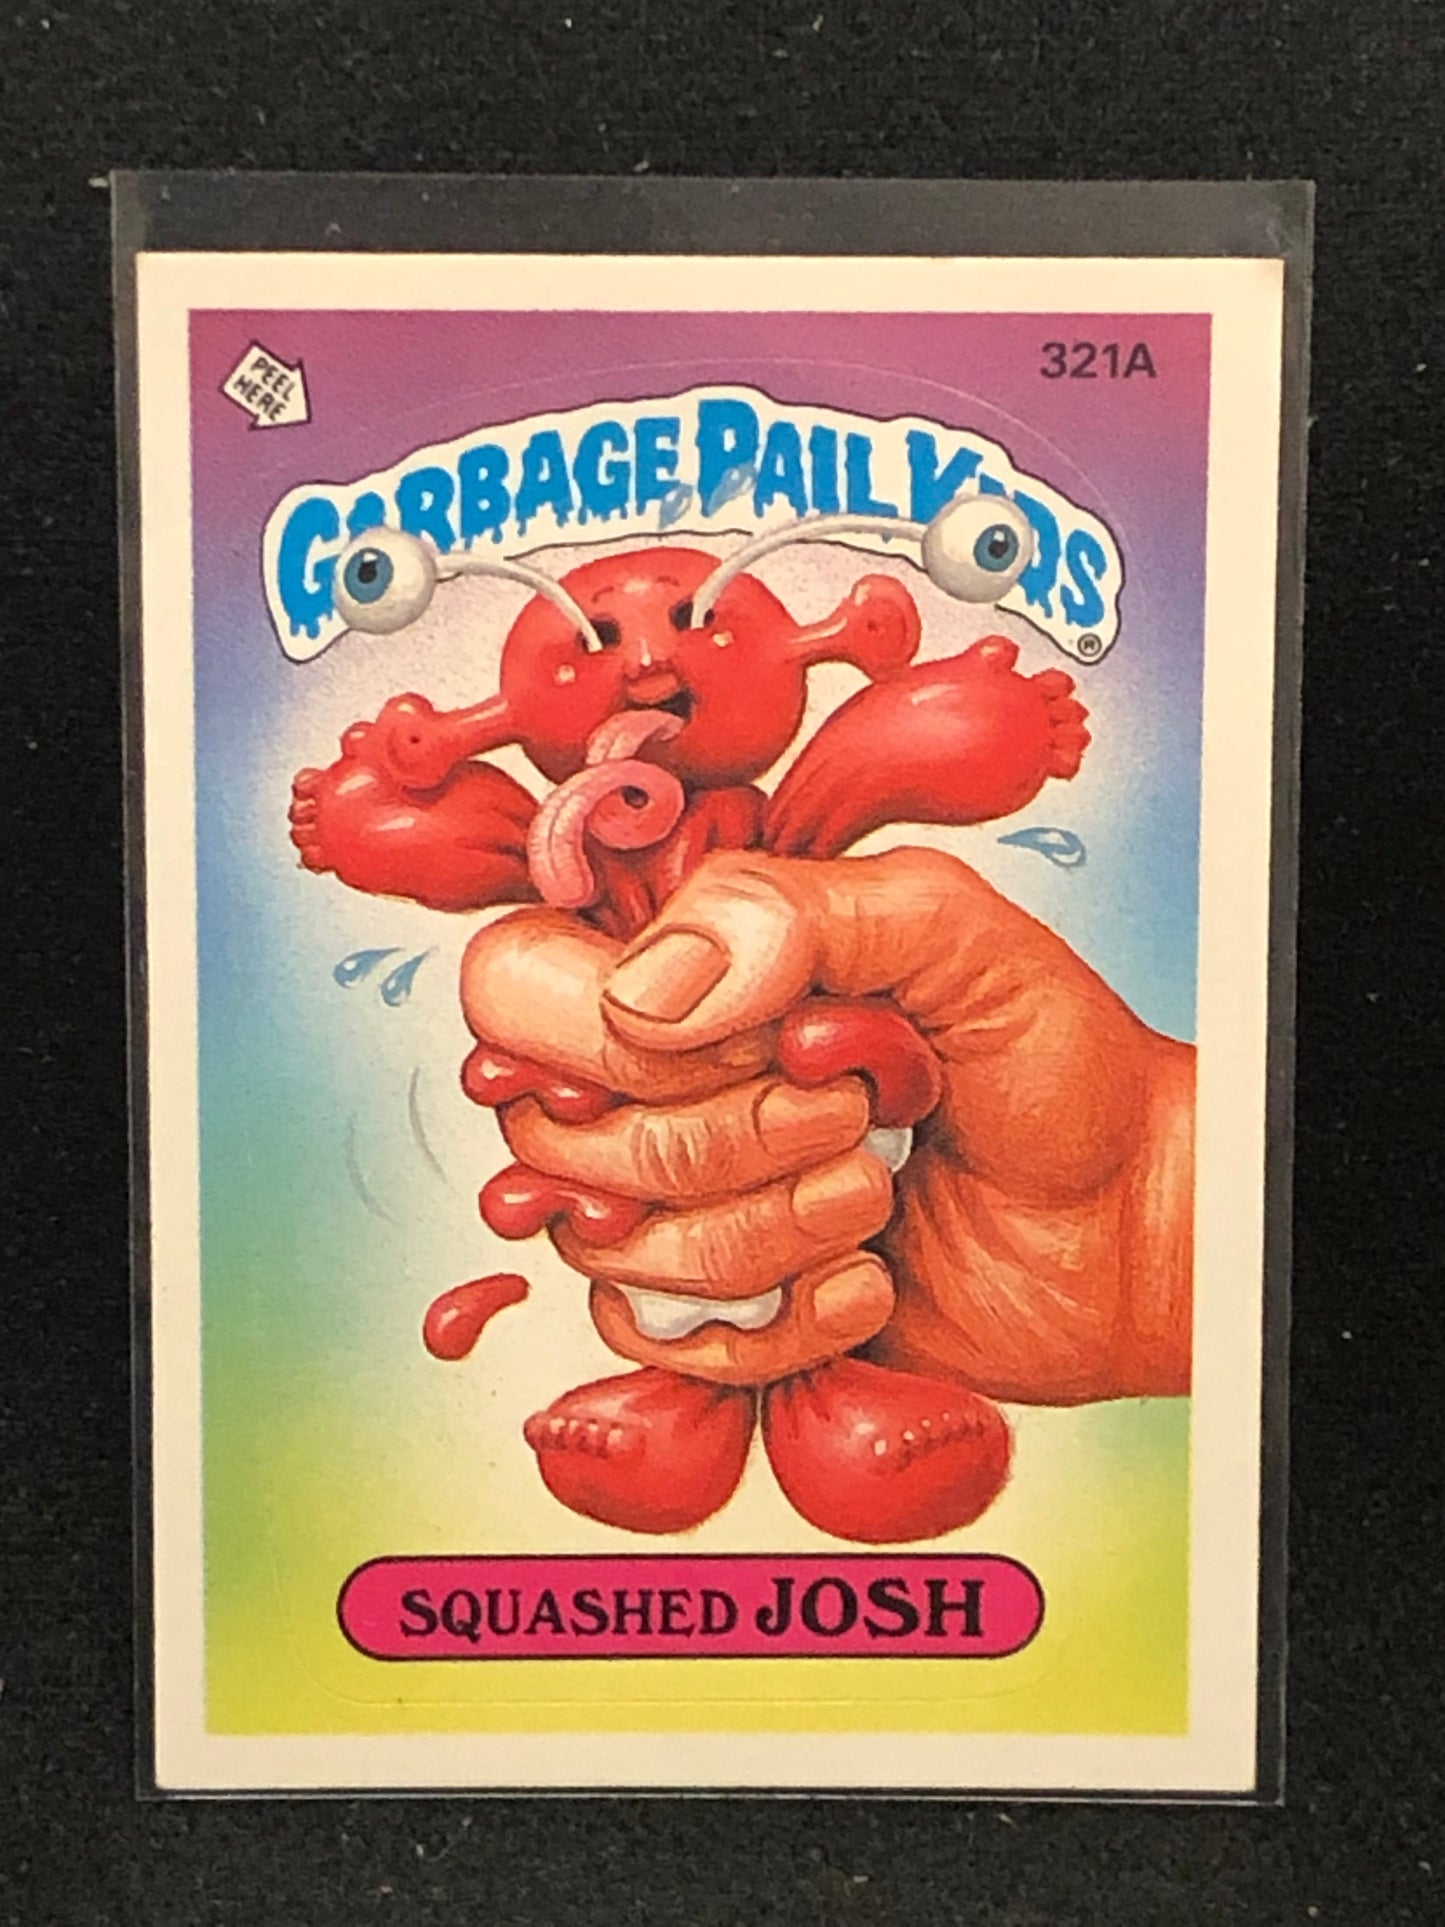 PEEL
HERE
321A
GARBAGE PAIL KIDS
®
SQUASHED JOSH